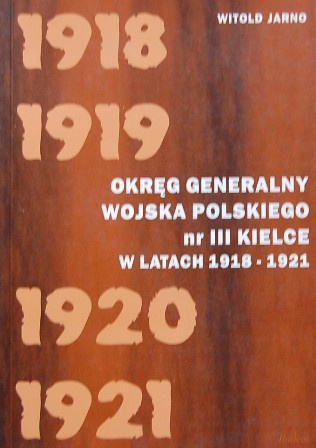 WITOLD JARNO
1918
1919
OKRĘG GENERALNY
WOJSKA POLSKIEGO
nr III KIELCE
W LATACH 1918 - 1921
1920
1921